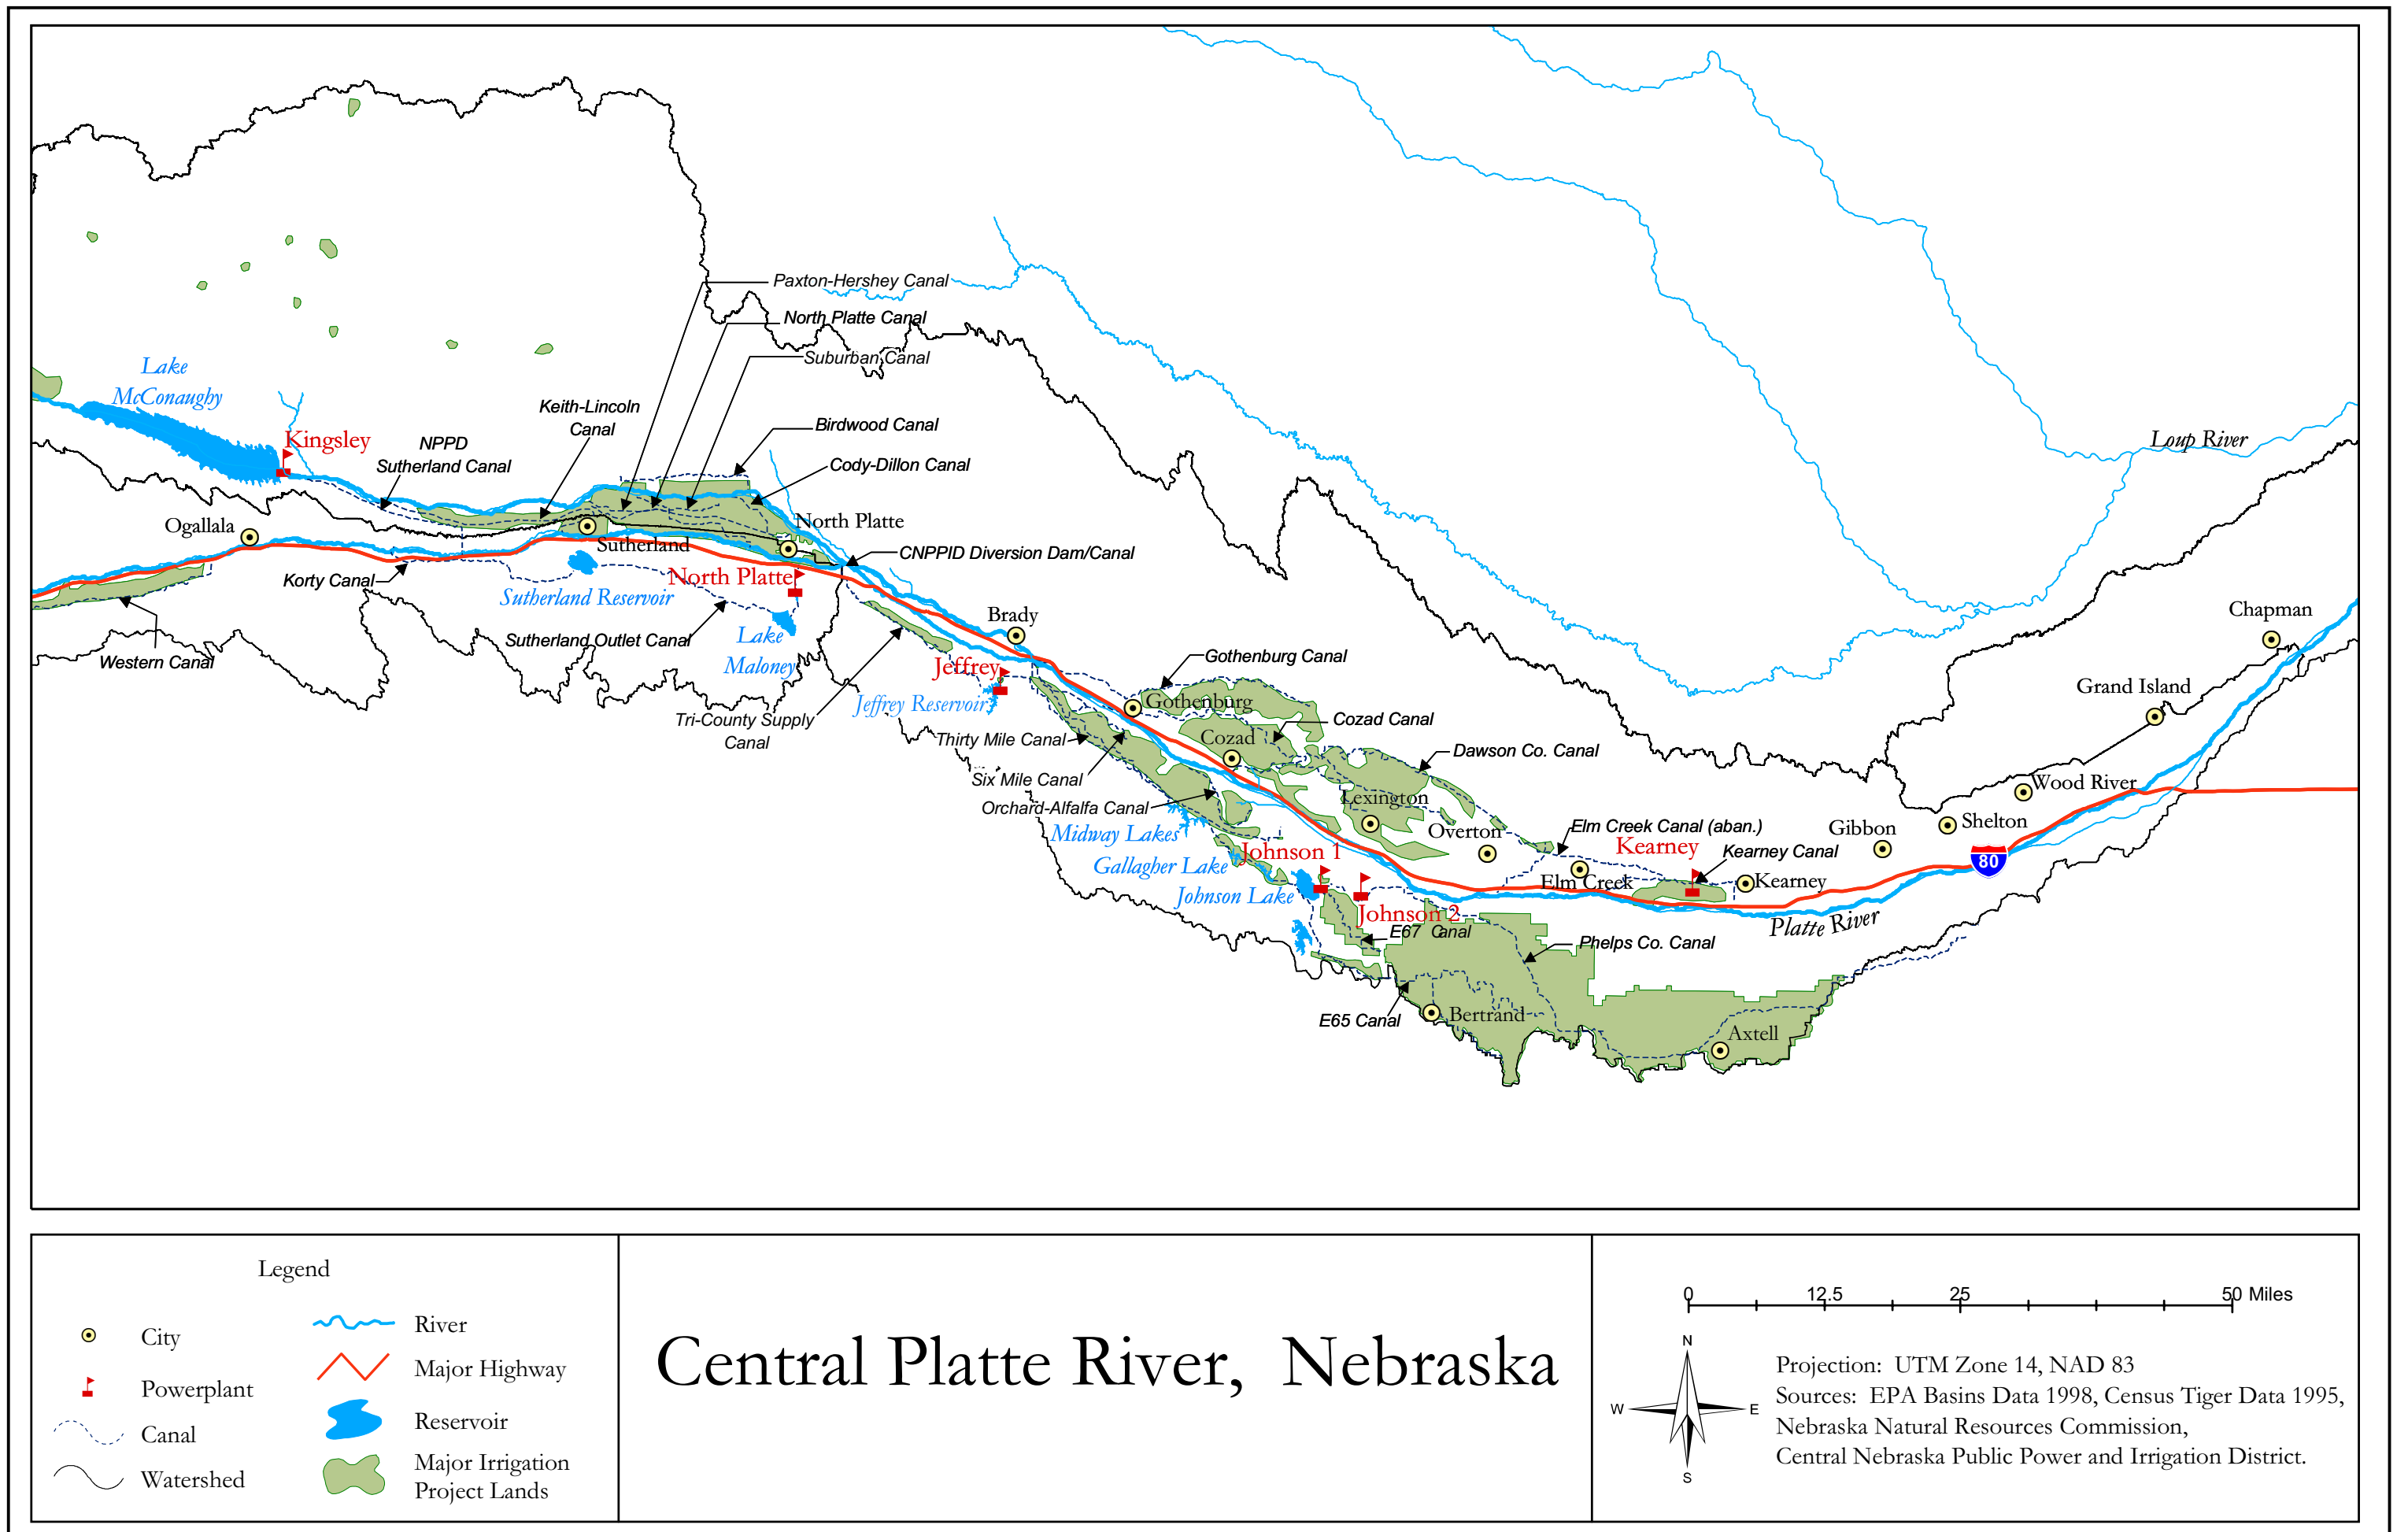 Paxton-Hershey Canal
North Platte Canal
Suburban Canal
Lake
McConaughy
Keith-Lincoln
Canal
Birdwood Canal
Kingsley
NPPD
Sutherland Canal
Cody-Dillon Canal
Loup River
Ogallala
North Platte
Sutherland
CNPPID Diversion Dam/Canal
Korty Canal
North Platte
Sutherland Reservoir
Brady
Chapman
Sutherland Outlet Canal
Lake
Maloney
Western Canal
Gothenburg Canal
Jeffrey
Jeffrey Reservoir
Grand Island
Gothenburg
Tri-County Supply
Canal
Cozad Canal
Thirty Mile Canal
Cozad
Dawson Co. Canal
Six Mile Canal
Wood River
Lexington
Orchard-Alfalfa Canal
Midway Lakes
Overton
Elm Creek Canal (aban.)
Gibbon
Shelton
Gallagher Lake
Johnson 1
Kearney
Kearney Canal
80
Johnson Lake
Elm Creek
Kearney
Johnson 2
Platte River
E67 Canal
Phelps Co. Canal
E65 Canal
Bertrand
Axtell
Legend
City
Powerplant
Canal
Watershed
River
Major Highway
Reservoir
Major Irrigation
Project Lands
Central Platte River, Nebraska
0 12.5 25 50 Miles
N
W E
S
Projection: UTM Zone 14, NAD 83
Sources: EPA Basins Data 1998, Census Tiger Data 1995,
Nebraska Natural Resources Commission,
Central Nebraska Public Power and Irrigation District.